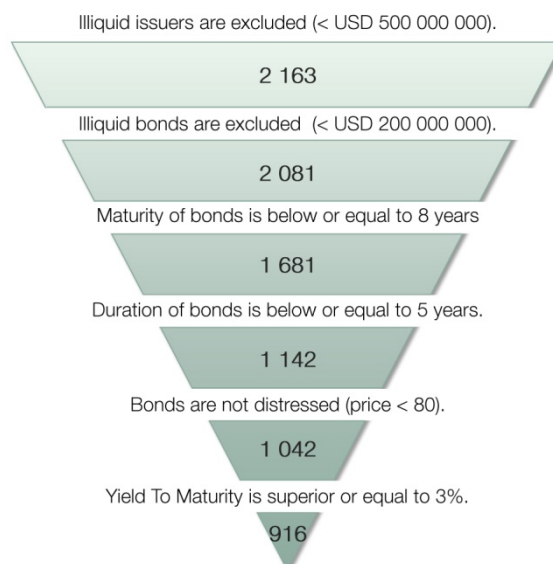 Illiquid issuers are excluded (< USD 500 000 000).
2 163
Illiquid bonds are excluded  (< USD 200 000 000).
2 081
Maturity of bonds is below or equal to 8 years
1 681
Duration of bonds is below or equal to 5 years.
1 142
Bonds are not distressed (price < 80).
1 042
Yield To Maturity is superior or equal to 3%.
916